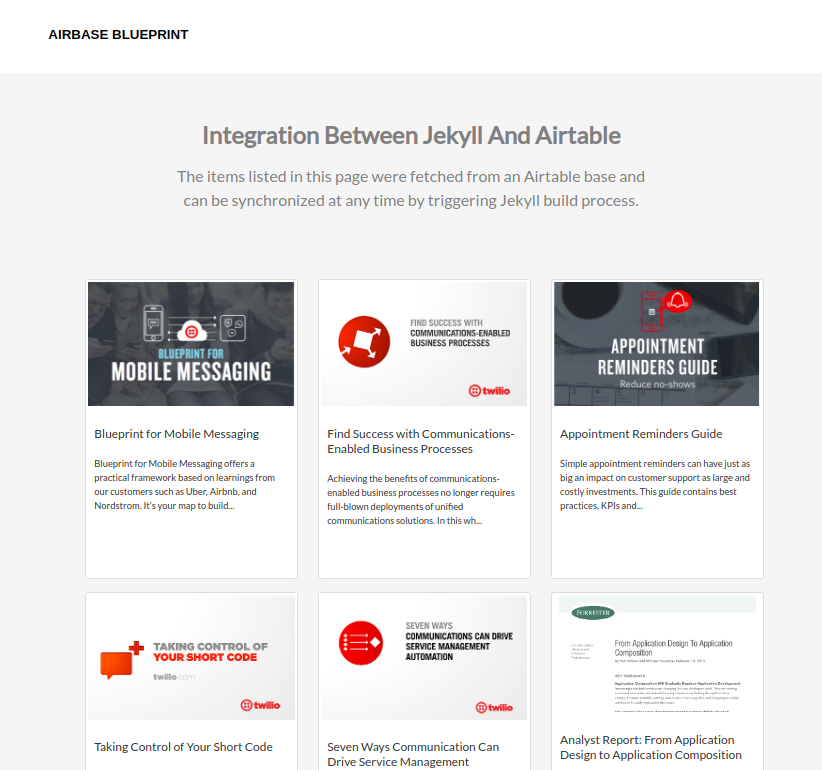 AIRBASE BLUEPRINT
Integration Between Jekyll And Airtable
The items listed in this page were fetched from an Airtable base and
can be synchronized at any time by triggering Jekyll build process.
BLUEPRINT FOR
MOBILE MESSAGING
Blueprint for Mobile Messaging
Blueprint for Mobile Messaging offers a
practical framework based on learnings from
our customers such as Uber, Airbnb, and
Nordstrom. It's your map to build...
FIND SUCCESS WITH
COMMUNICATIONS-ENABLED
BUSINESS PROCESSES
twilio
Find Success with Communications-
Enabled Business Processes
Achieving the benefits of communications-
enabled business processes no longer requires
full-blown deployments of unified
communications solutions. In this wh...
APPOINTMENT
REMINDERS GUIDE
Reduce no-shows
Appointment Reminders Guide
Simple appointment reminders can have just as
big an impact on customer support as large and
costly investments. This guide contains best
practices, KPIs and...
TAKING CONTROL OF
YOUR SHORT CODE
twilio.com
twilio
Taking Control of Your Short Code
SEVEN WAYS
COMMUNICATIONS CAN DRIVE
SERVICE MANAGEMENT
AUTOMATION
twilio
Seven Ways Communication Can
Drive Service Management
FORRESTER
From Application Design To Application
Composition
KEY TAKEAWAYS
Application Composition Will Gradually Displace Application Development
Analyst Report: From Application
Design to Application Composition